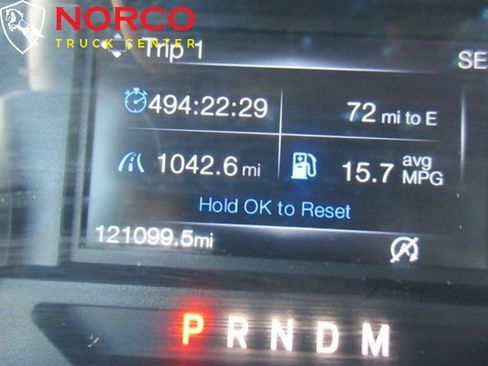 NORCO
TRUCK CENTER
Trip 1
SE
494:22:29
72 mi to E
1042.6 mi
15.7 avg MPG
Hold OK to Reset
121099.5mi
P R N D M